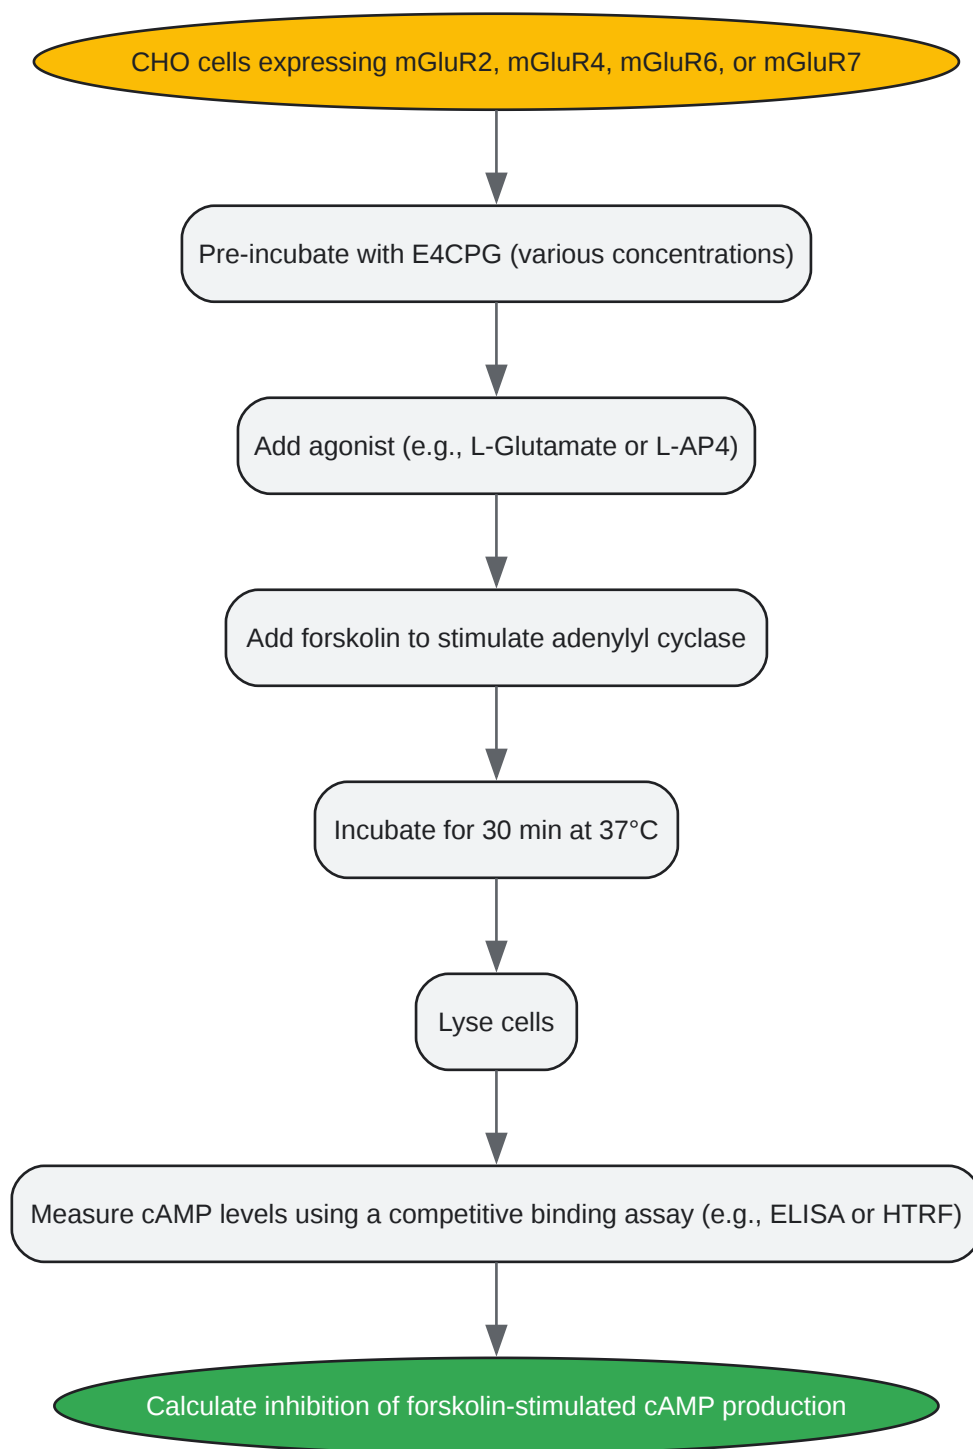 CHO cells expressing mGluR2, mGluR4, mGluR6, or mGluR7
Pre-incubate with E4CPG (various concentrations)
Add agonist (e.g., L-Glutamate or L-AP4)
Add forskolin to stimulate adenylyl cyclase
Incubate for 30 min at 37°C
Lyse cells
Measure cAMP levels using a competitive binding assay (e.g., ELISA or HTRF)
Calculate inhibition of forskolin-stimulated cAMP production